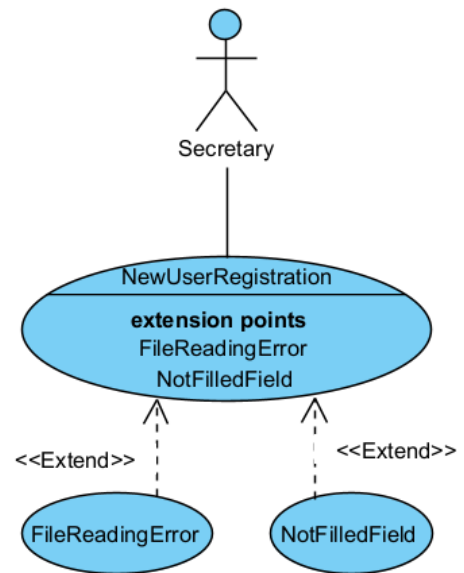 Secretary
NewUserRegistration
extension points
FileReadingError
NotFilledField
<<Extend>>
<<Extend>>
FileReadingError
NotFilledField